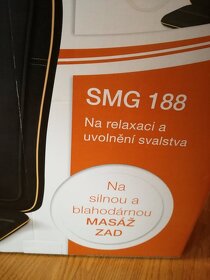 SMG 188
Na relaxaci a
uvolnění svalstva
Na
silnou a
blahodárnou
MASÁŽ
ZAD